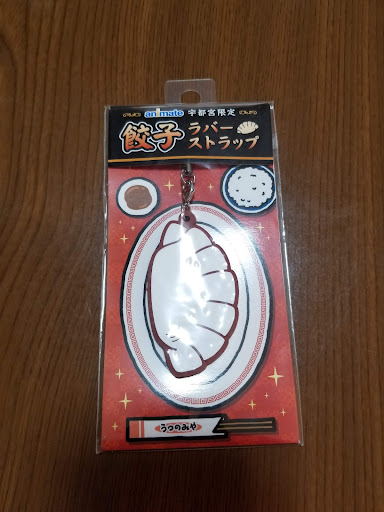 animate 宇都宮限定
餃子 ラバー
ストラップ
うつのみや